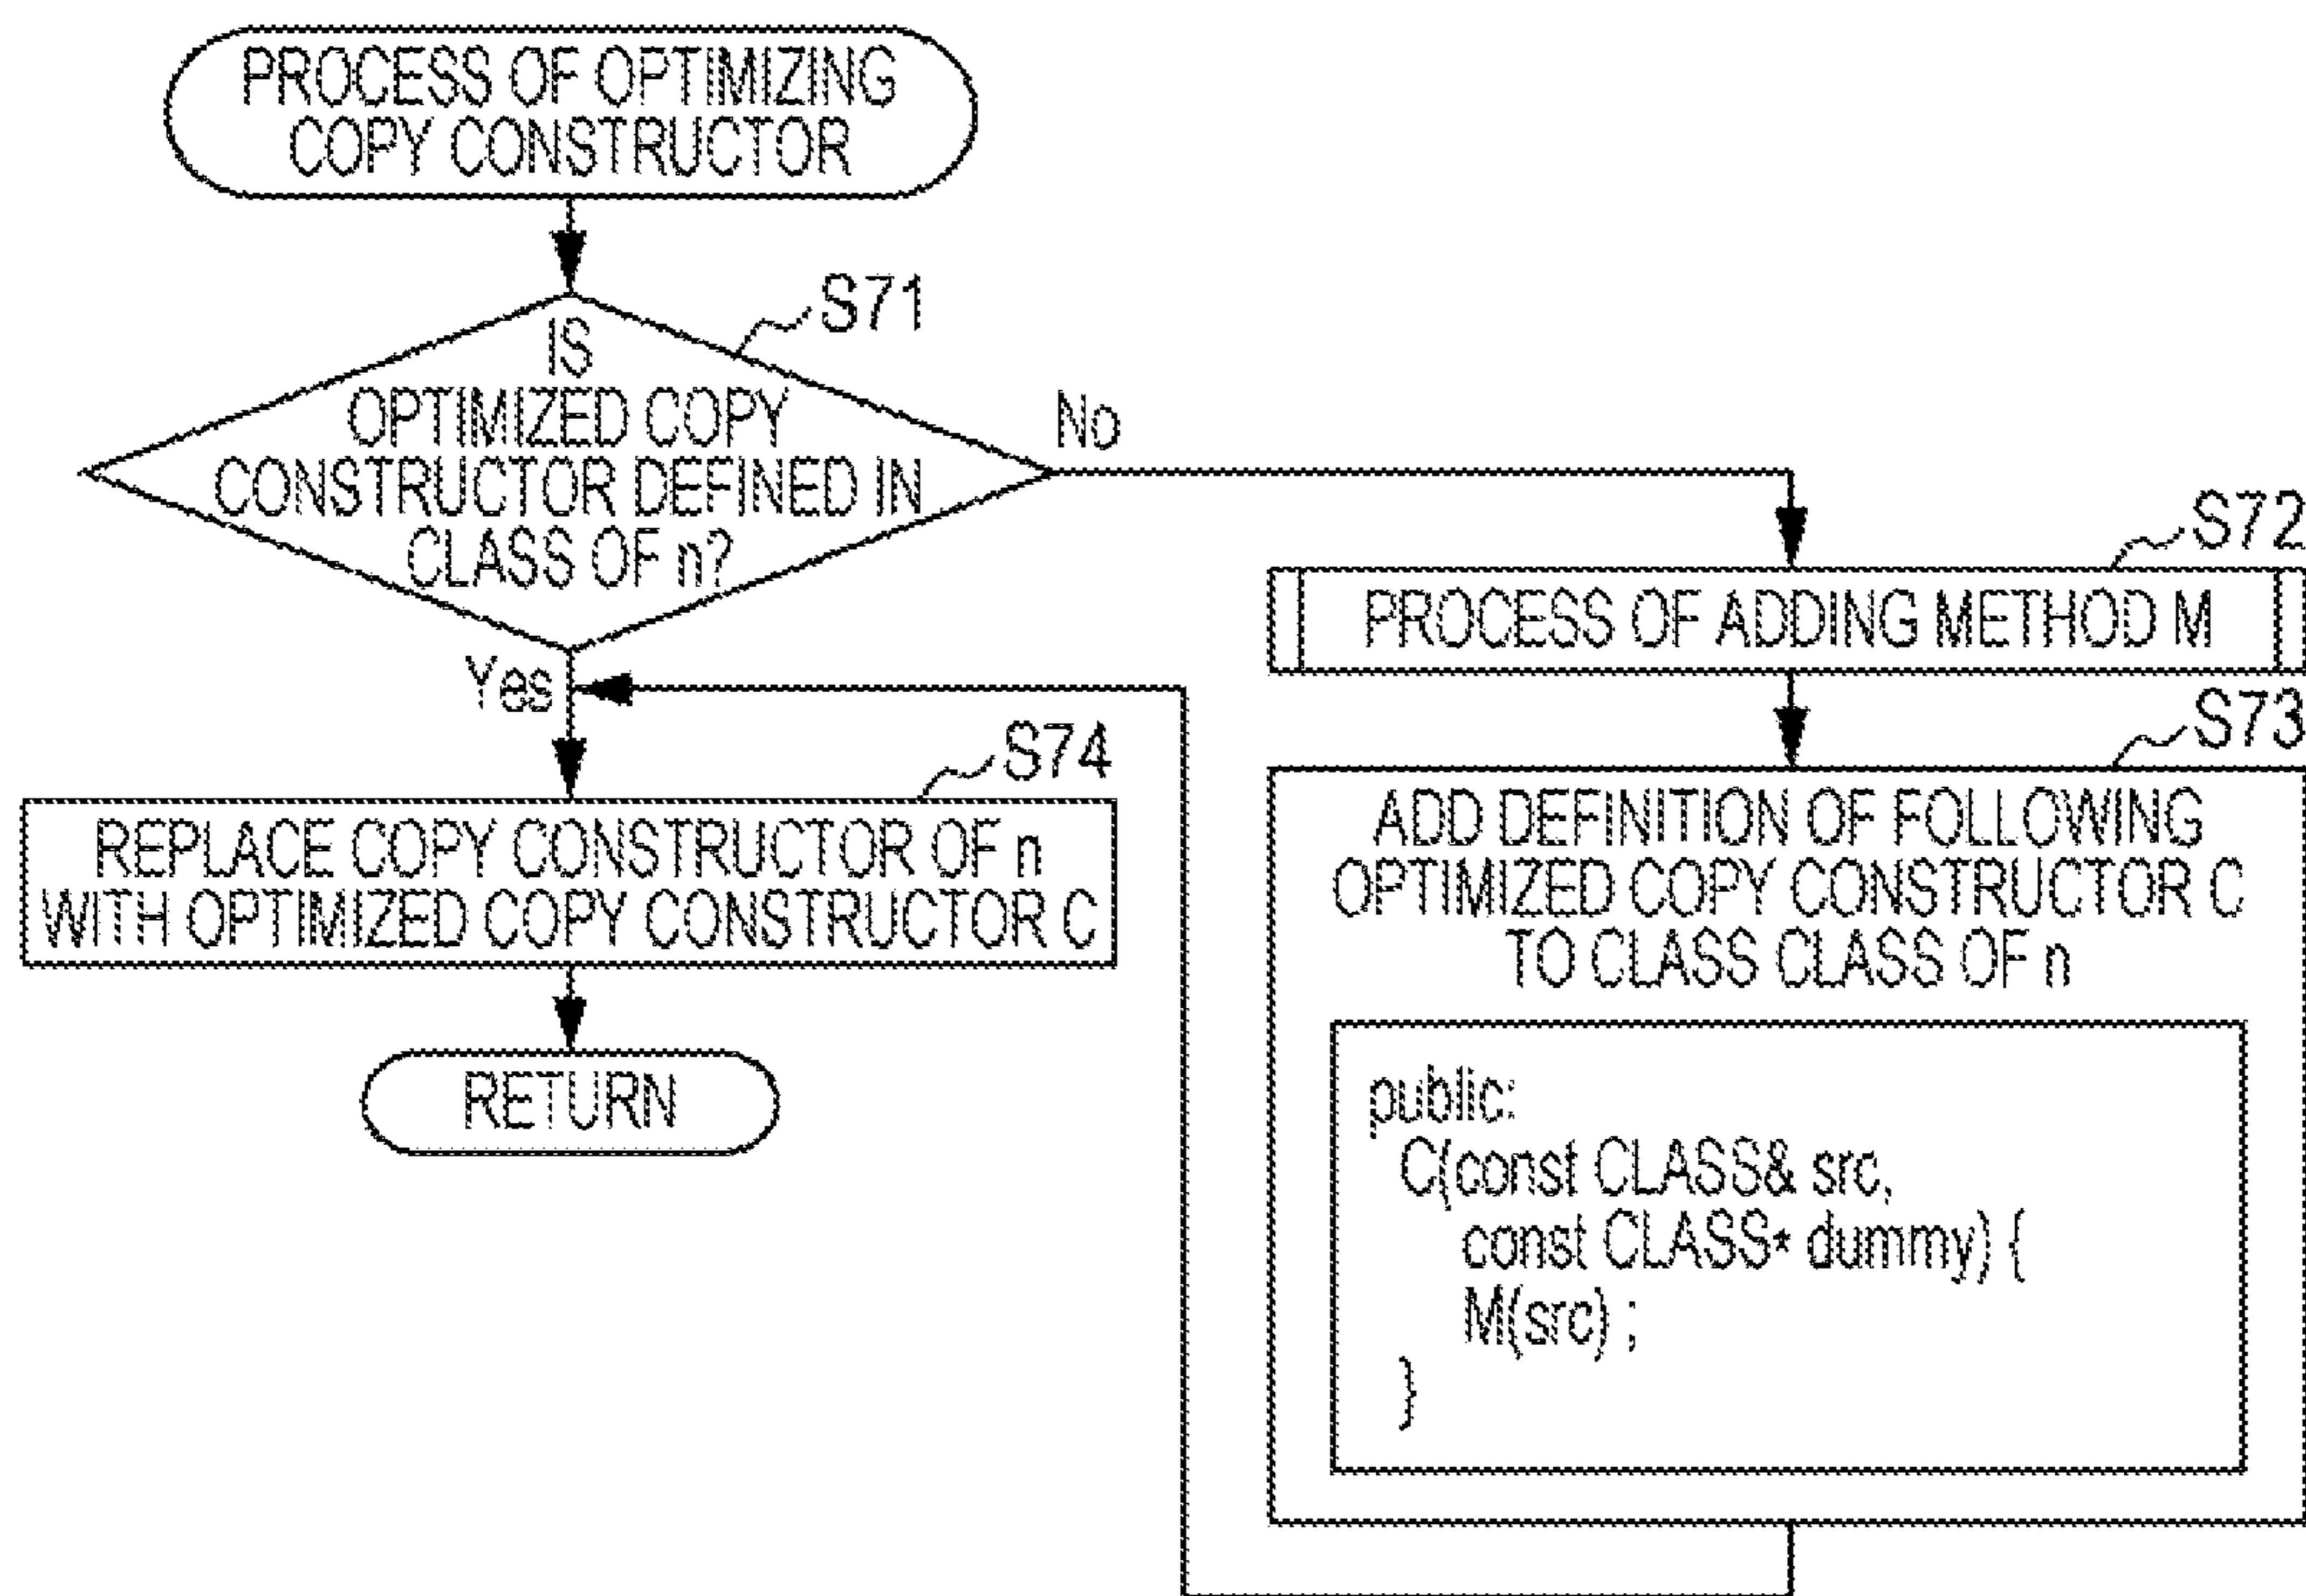 PROCESS OF OPTIMIZING
COPY CONSTRUCTOR
S71
IS
OPTIMIZED COPY
CONSTRUCTOR DEFINED IN
CLASS OF n?
No
Yes
S72
PROCESS OF ADDING METHOD M
S73
ADD DEFINITION OF FOLLOWING
OPTIMIZED COPY CONSTRUCTOR C
TO CLASS CLASS OF n
public:
C(const CLASS& src,
const CLASS* dummy) {
M(src) ;
}
S74
REPLACE COPY CONSTRUCTOR OF n
WITH OPTIMIZED COPY CONSTRUCTOR C
RETURN